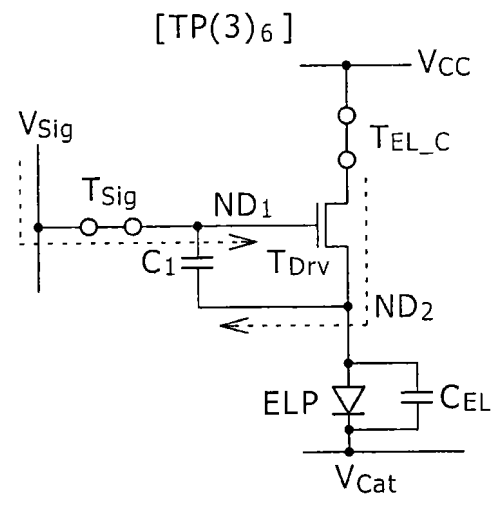 [TP(3)6]
VCC
VSig
TEL_C
TSig
ND1
C1
TDrv
ND2
ELP
CEL
VCat